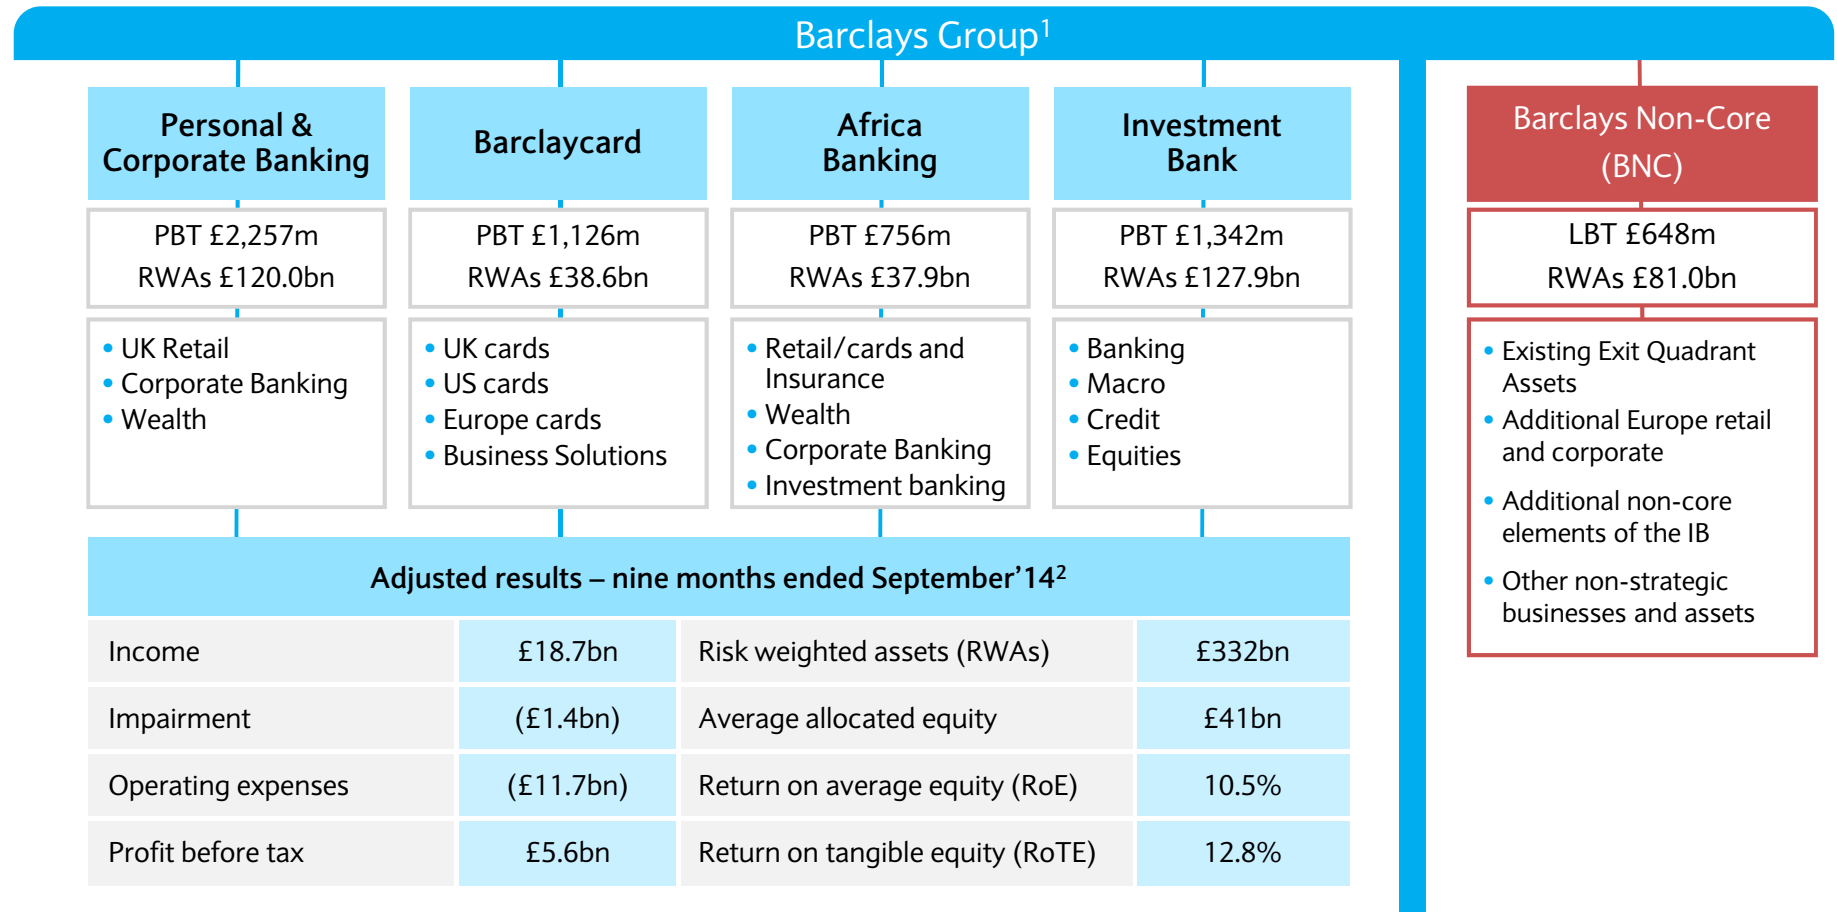 Barclays Group¹
Personal &
Corporate Banking
PBT £2,257m
RWAs £120.0bn
• UK Retail
• Corporate Banking
• Wealth
Barclaycard
PBT £1,126m
RWAs £38.6bn
• UK cards
• US cards
• Europe cards
• Business Solutions
Africa
Banking
PBT £756m
RWAs £37.9bn
• Retail/cards and
Insurance
• Wealth
• Corporate Banking
• Investment banking
Investment
Bank
PBT £1,342m
RWAs £127.9bn
• Banking
• Macro
• Credit
• Equities
Barclays Non-Core
(BNC)
LBT £648m
RWAs £81.0bn
• Existing Exit Quadrant
Assets
• Additional Europe retail
and corporate
• Additional non-core
elements of the IB
• Other non-strategic
businesses and assets
Adjusted results – nine months ended September’14²
Income £18.7bn Risk weighted assets (RWAs) £332bn
Impairment (£1.4bn) Average allocated equity £41bn
Operating expenses (£11.7bn) Return on average equity (RoE) 10.5%
Profit before tax £5.6bn Return on tangible equity (RoTE) 12.8%